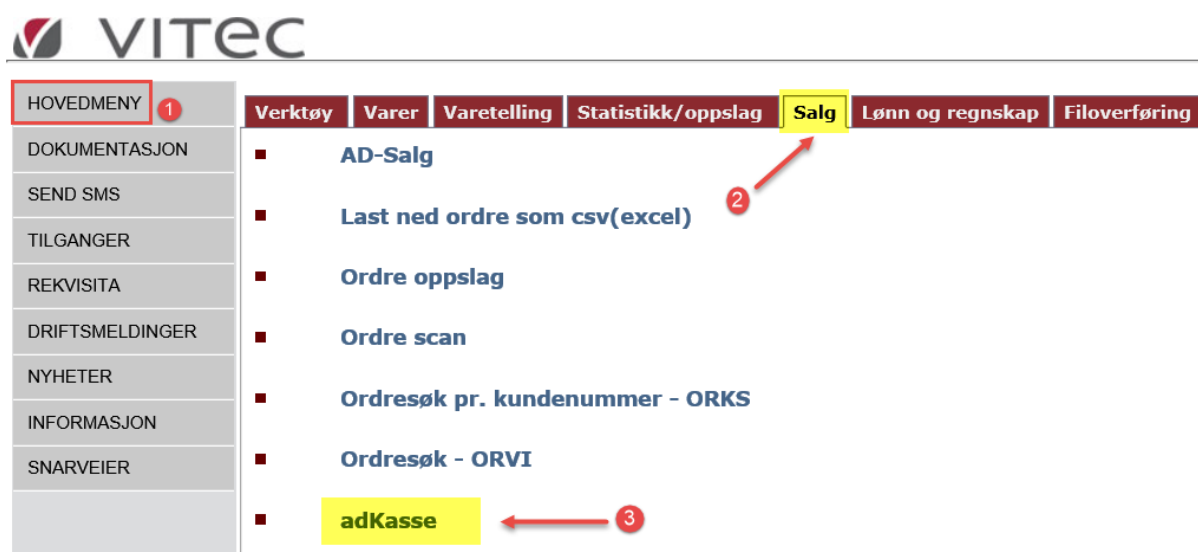 VITEC
HOVEDMENY 1
Verktøy Varer Varetelling Statistikk/oppslag Salg Lønn og regnskap Filoverføring
DOKUMENTASJON
SEND SMS
TILGANGER
REKVISITA
DRIFTSMELDINGER
NYHETER
INFORMASJON
SNARVEIER
AD-Salg
2
Last ned ordre som csv(excel)
Ordre oppslag
Ordre scan
Ordresøk pr. kundenummer - ORKS
Ordresøk - ORVI
adKasse 3